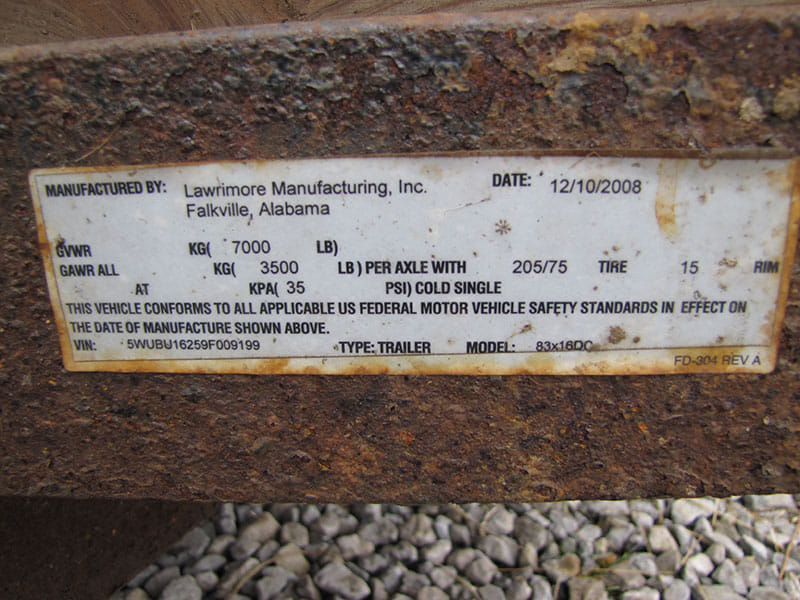 MANUFACTURED BY: Lawrimore Manufacturing, Inc. DATE: 12/10/2008
Falkville, Alabama
GVWR KG( 7000 LB)
GAWR ALL KG( 3500 LB ) PER AXLE WITH 205/75 TIRE 15 RIM
AT KPA( 35 PSI) COLD SINGLE
THIS VEHICLE CONFORMS TO ALL APPLICABLE US FEDERAL MOTOR VEHICLE SAFETY STANDARDS IN EFFECT ON
THE DATE OF MANUFACTURE SHOWN ABOVE.
VIN: 5WUBU16259F009199 TYPE: TRAILER MODEL: 83x16DO
FD-304 REV A